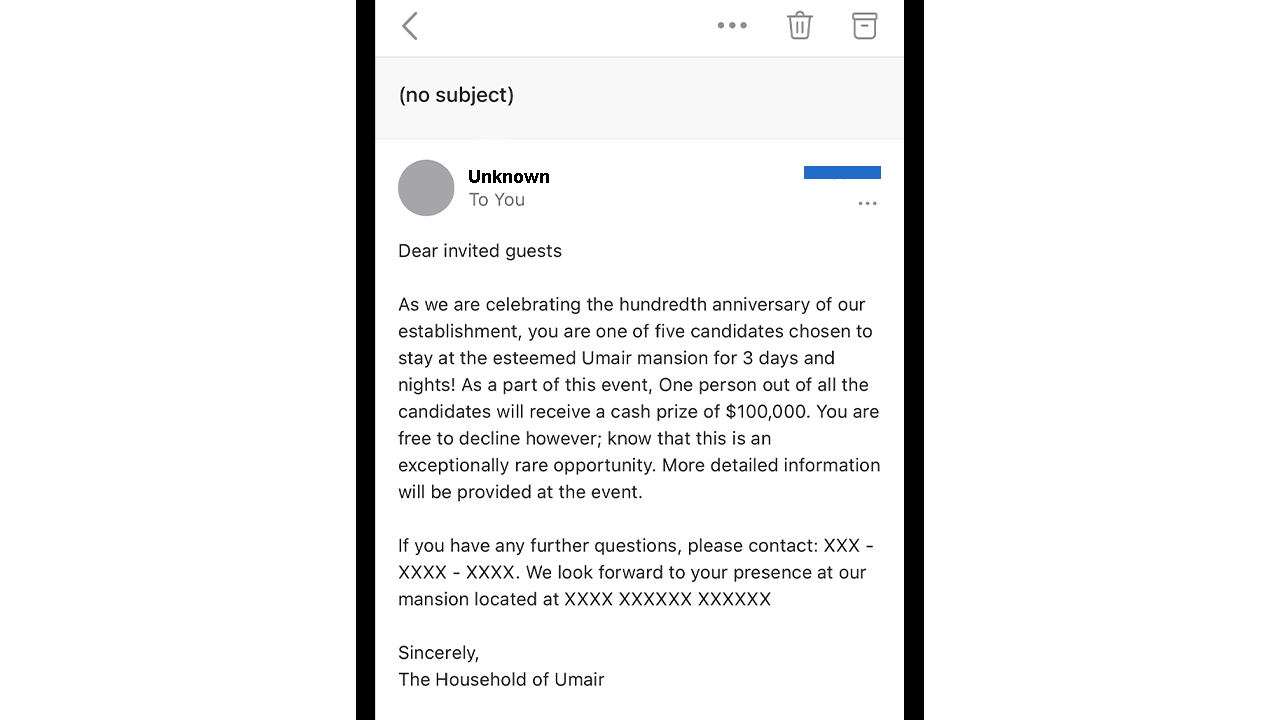 (no subject)
Unknown
To You
Dear invited guests
As we are celebrating the hundredth anniversary of our
establishment, you are one of five candidates chosen to
stay at the esteemed Umair mansion for 3 days and
nights! As a part of this event, One person out of all the
candidates will receive a cash prize of $100,000. You are
free to decline however; know that this is an
exceptionally rare opportunity. More detailed information
will be provided at the event.
If you have any further questions, please contact: XXX -
XXXX - XXXX. We look forward to your presence at our
mansion located at XXXX XXXXXX XXXXXX
Sincerely,
The Household of Umair